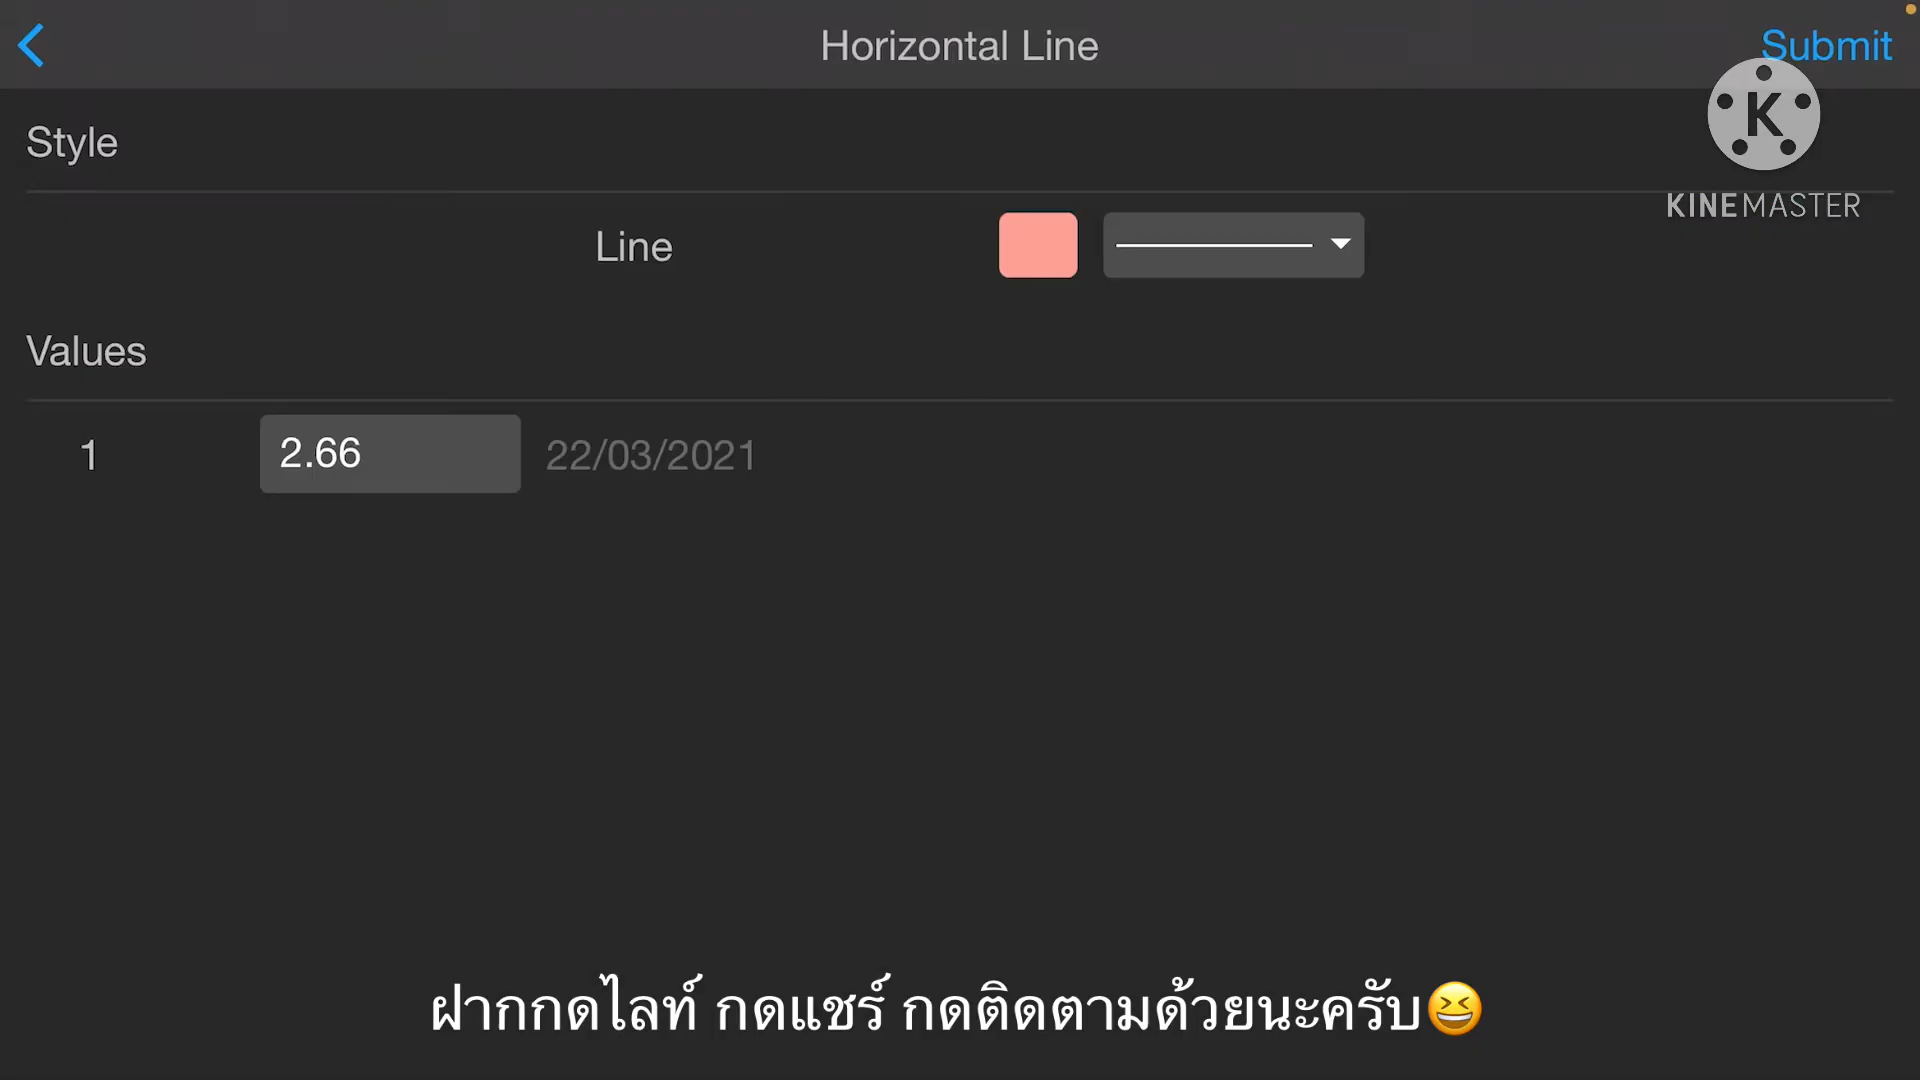 Horizontal Line
Submit
Style
K
KINEMASTER
Line
Values
1 2.66 22/03/2021
ฝากกดไลท์ กดแชร์ กดติดตามด้วยนะครับ😆